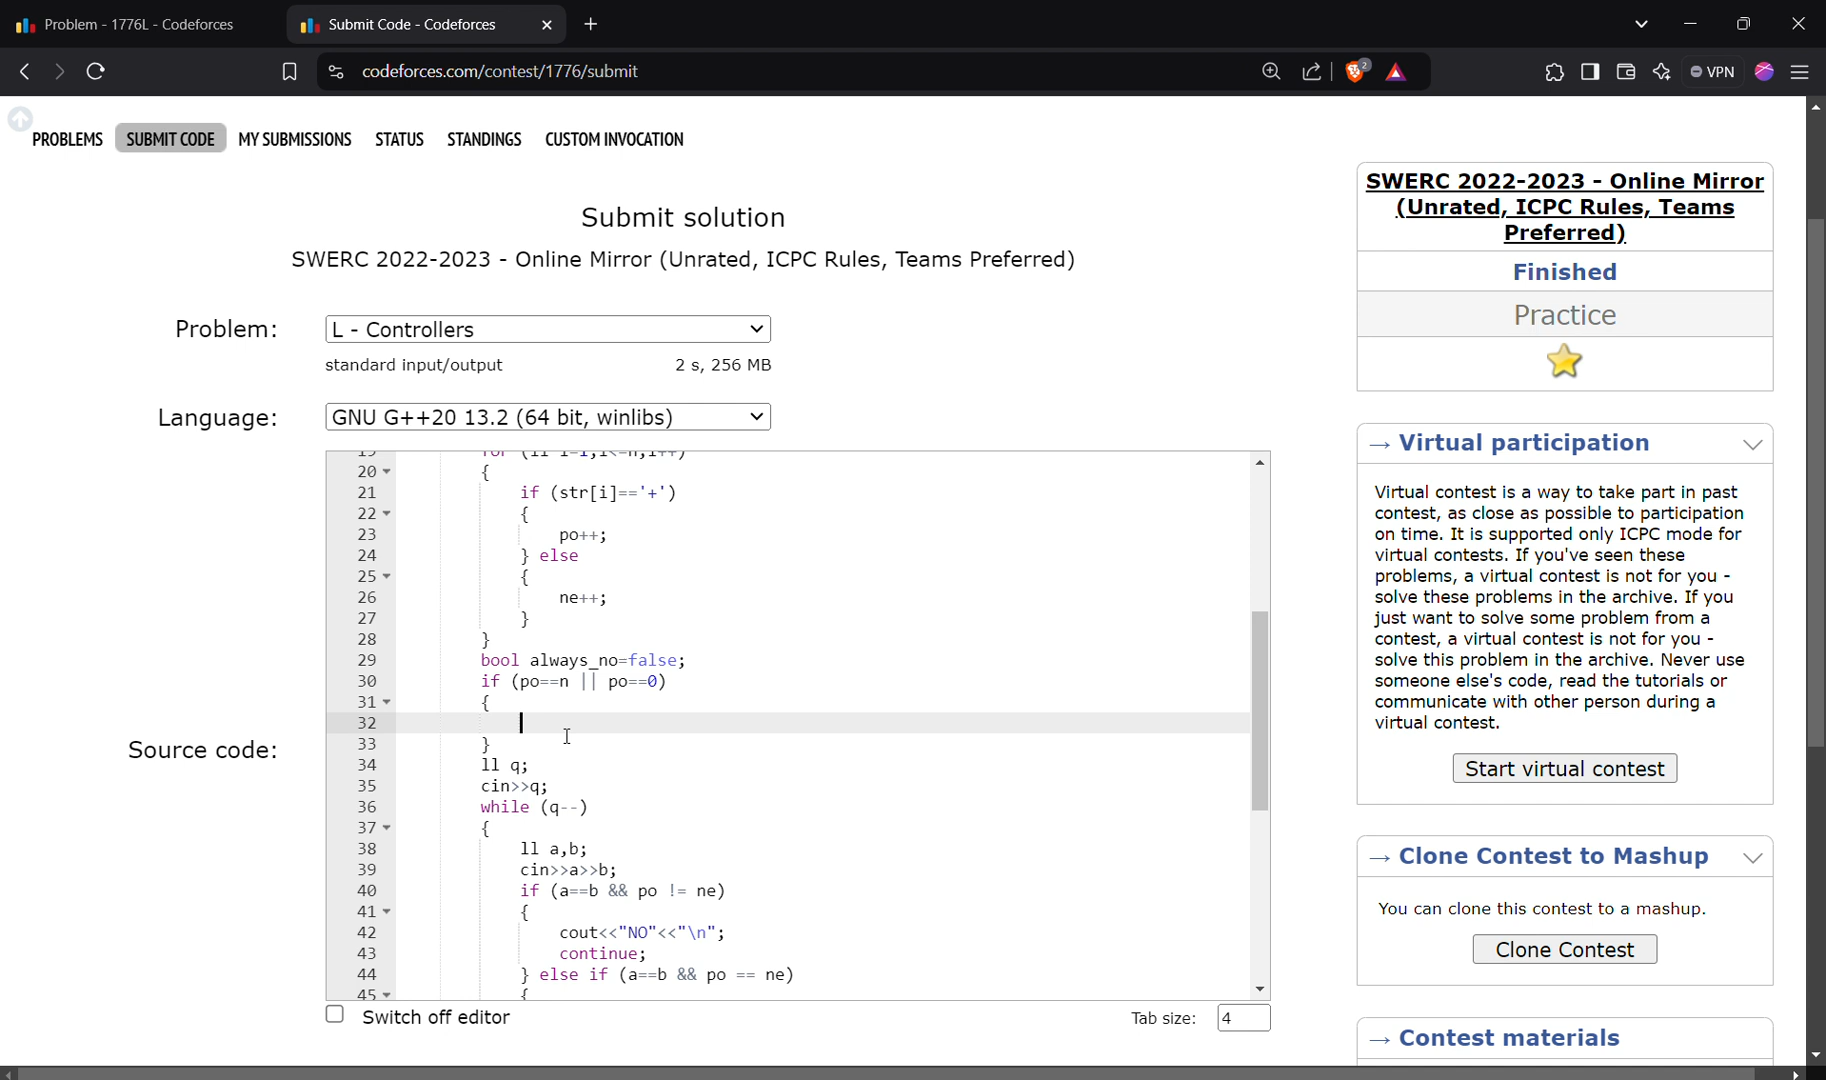 Problem - 1776L - Codeforces
Submit Code - Codeforces
codeforces.com/contest/1776/submit
2
VPN
PROBLEMS SUBMIT CODE MY SUBMISSIONS STATUS STANDINGS CUSTOM INVOCATION
Submit solution
SWERC 2022-2023 - Online Mirror (Unrated, ICPC Rules, Teams Preferred)
Problem: L - Controllers
standard input/output 2 s, 256 MB
Language: GNU G++20 13.2 (64 bit, winlibs)
Source code:
19 for (ll i=1;i<=n;i++)
20 {
21 if (str[i]=='+')
22 {
23 po++;
24 } else
25 {
26 ne++;
27 }
28 }
29 bool always_no=false;
30 if (po==n || po==0)
31 {
32
33 }
34 ll q;
35 cin>>q;
36 while (q--)
37 {
38 ll a,b;
39 cin>>a>>b;
40 if (a==b && po != ne)
41 {
42 cout<<"NO"<<"\n";
43 continue;
44 } else if (a==b && po == ne)
45 {
Switch off editor
Tab size: 4
SWERC 2022-2023 - Online Mirror
(Unrated, ICPC Rules, Teams
Preferred)
Finished
Practice
→ Virtual participation
Virtual contest is a way to take part in past
contest, as close as possible to participation
on time. It is supported only ICPC mode for
virtual contests. If you've seen these
problems, a virtual contest is not for you -
solve these problems in the archive. If you
just want to solve some problem from a
contest, a virtual contest is not for you -
solve this problem in the archive. Never use
someone else's code, read the tutorials or
communicate with other person during a
virtual contest.
Start virtual contest
→ Clone Contest to Mashup
You can clone this contest to a mashup.
Clone Contest
→ Contest materials